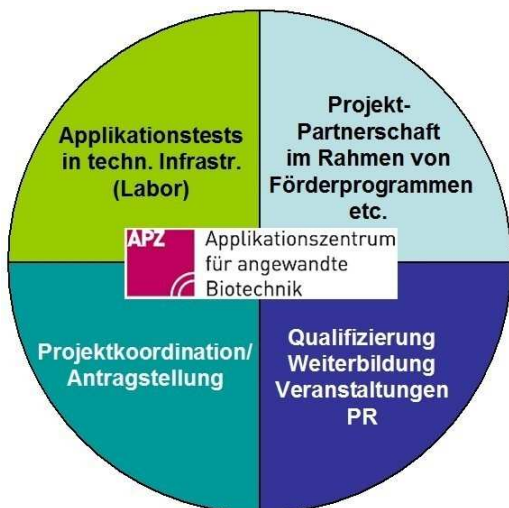 Applikationstests
in techn. Infrastr.
(Labor)
Projekt-
Partnerschaft
im Rahmen von
Förderprogrammen
etc.
APZ
Applikationszentrum
für angewandte
Biotechnik
Projektkoordination/
Antragstellung
Qualifizierung
Weiterbildung
Veranstaltungen
PR